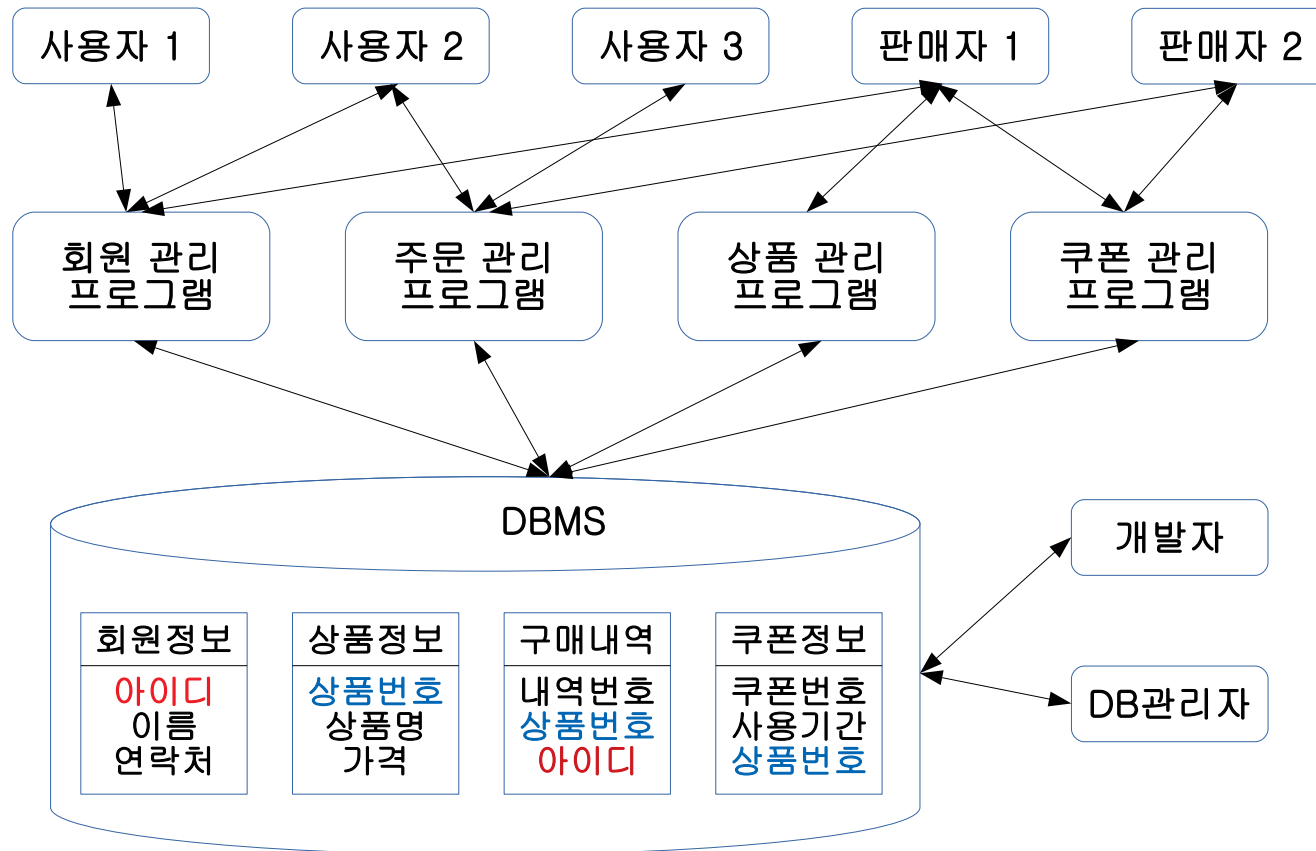 사용자 1
사용자 2
사용자 3
판매자 1
판매자 2
회원 관리
프로그램
주문 관리
프로그램
상품 관리
프로그램
쿠폰 관리
프로그램
DBMS
개발자
DB관리자
회원정보
아이디
이름
연락처
상품정보
상품번호
상품명
가격
구매내역
내역번호
상품번호
아이디
쿠폰정보
쿠폰번호
사용기간
상품번호